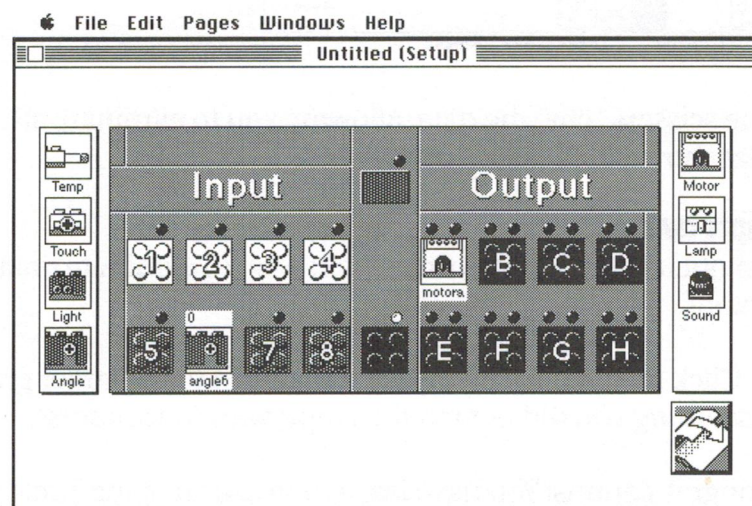 File Edit Pages Windows Help
Untitled (Setup)
Temp
Touch
Light
Angle
Input
Output
1 2 3 4
motora B C D
0
5 angle6 7 8
E F G H
Motor
Lamp
Sound